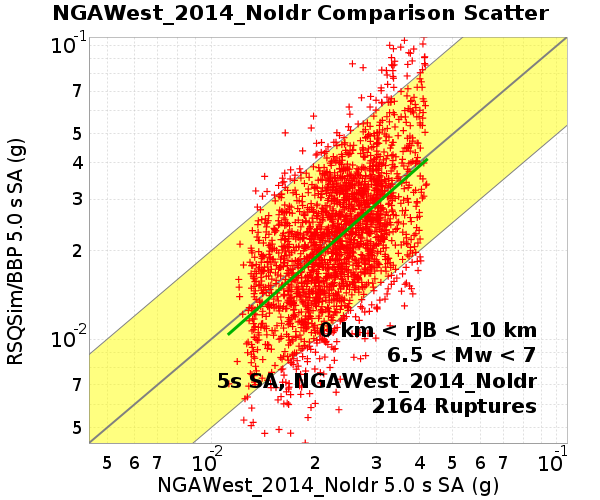 NGAWest_2014_NoIdr Comparison Scatter
10⁻¹
7
5
4
3
2
10⁻²
7
5
RSQSim/BBP 5.0 s SA (g)
0 km < rJB < 10 km
6.5 < Mw < 7
5s SA, NGAWest_2014_NoIdr
2164 Ruptures
5 6 7 10⁻² 2 3 4 5 6 7 10⁻¹
NGAWest_2014_NoIdr 5.0 s SA (g)